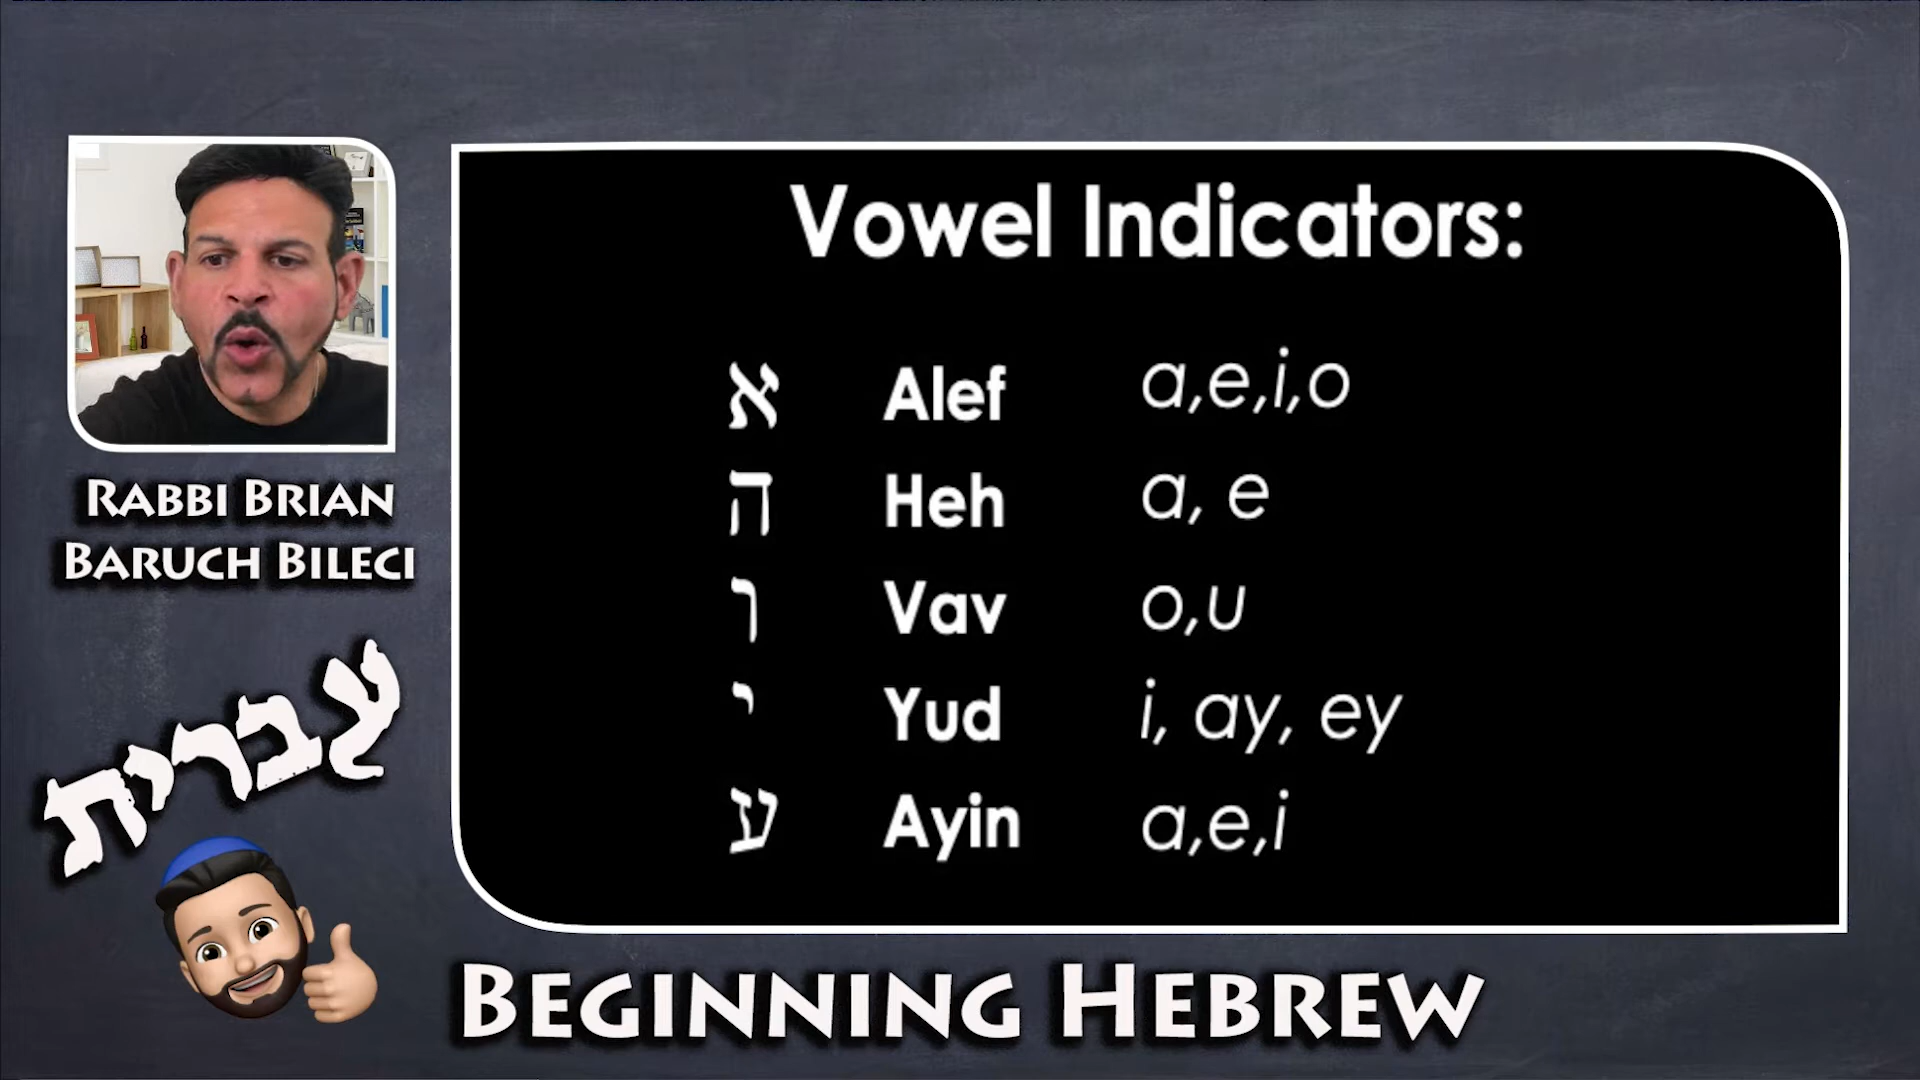 Vowel Indicators:
א Alef a,e,i,o
ה Heh a, e
ו Vav o,u
י Yud i, ay, ey
ע Ayin a,e,i
RABBI BRIAN
BARUCH BILECI
עברית
BEGINNING HEBREW